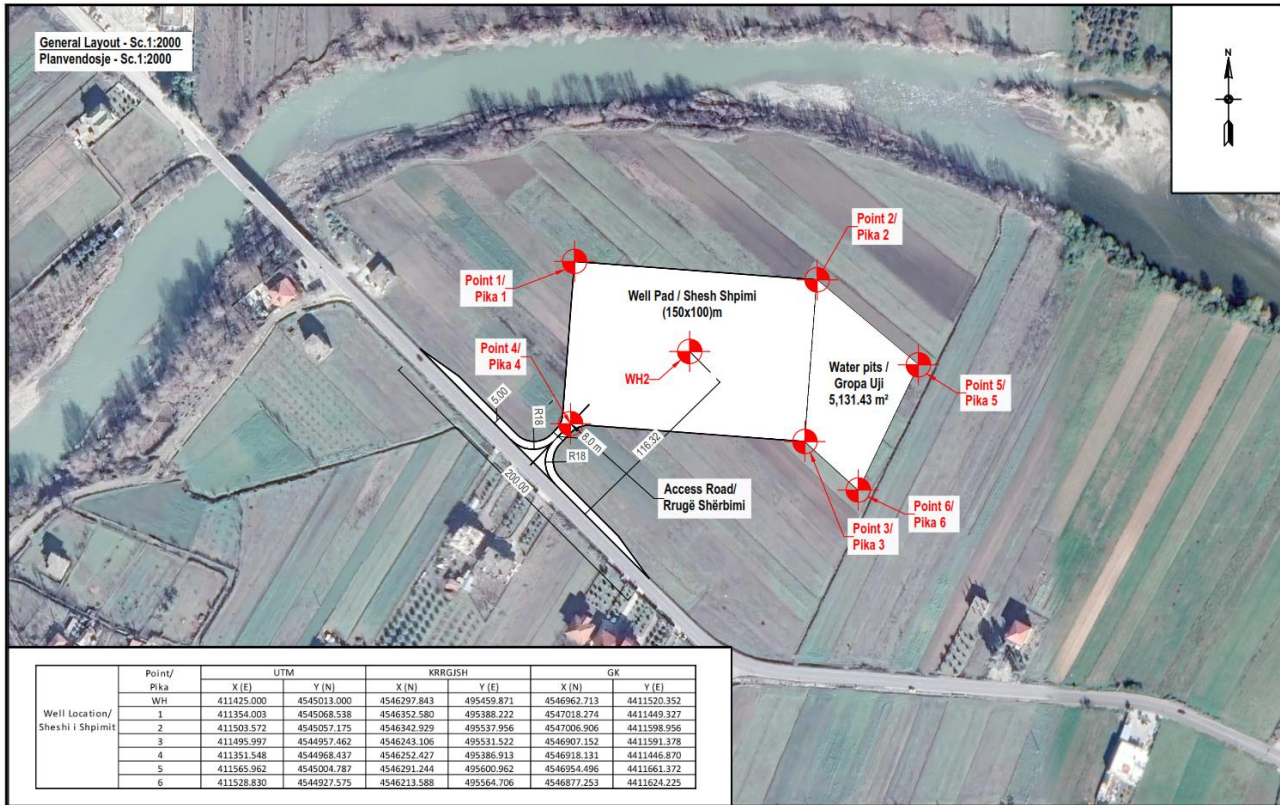 General Layout - Sc.1:2000
Planvendosje - Sc.1:2000
N
Point 1/
Pika 1
Point 2/
Pika 2
Well Pad / Shesh Shpimi
(150x100)m
Point 4/
Pika 4
WH2
Water pits /
Gropa Uji
5,131.43 m²
Point 5/
Pika 5
5.00
R18
8.0 m
R18
116.32
200.00
Access Road/
Rrugë Shërbimi
Point 6/
Pika 6
Point 3/
Pika 3
Well Location/
Sheshi i Shpimit
Point/ UTM KRRGJSH GK
Pika X (E) Y (N) X (N) Y (E) X (N) Y (E)
WH 411425.000 4545013.000 4546297.843 495459.871 4546962.713 4411520.352
1 411354.003 4545068.538 4546352.580 495388.222 4547018.274 4411449.327
2 411503.572 4545057.175 4546342.929 495537.956 4547006.906 4411598.956
3 411495.997 4544957.462 4546243.106 495531.522 4546907.152 4411591.378
4 411351.548 4544968.437 4546252.427 495386.913 4546918.131 4411446.870
5 411565.962 4545004.787 4546291.244 495600.962 4546954.496 4411661.372
6 411528.830 4544927.575 4546213.588 495564.706 4546877.253 4411624.225